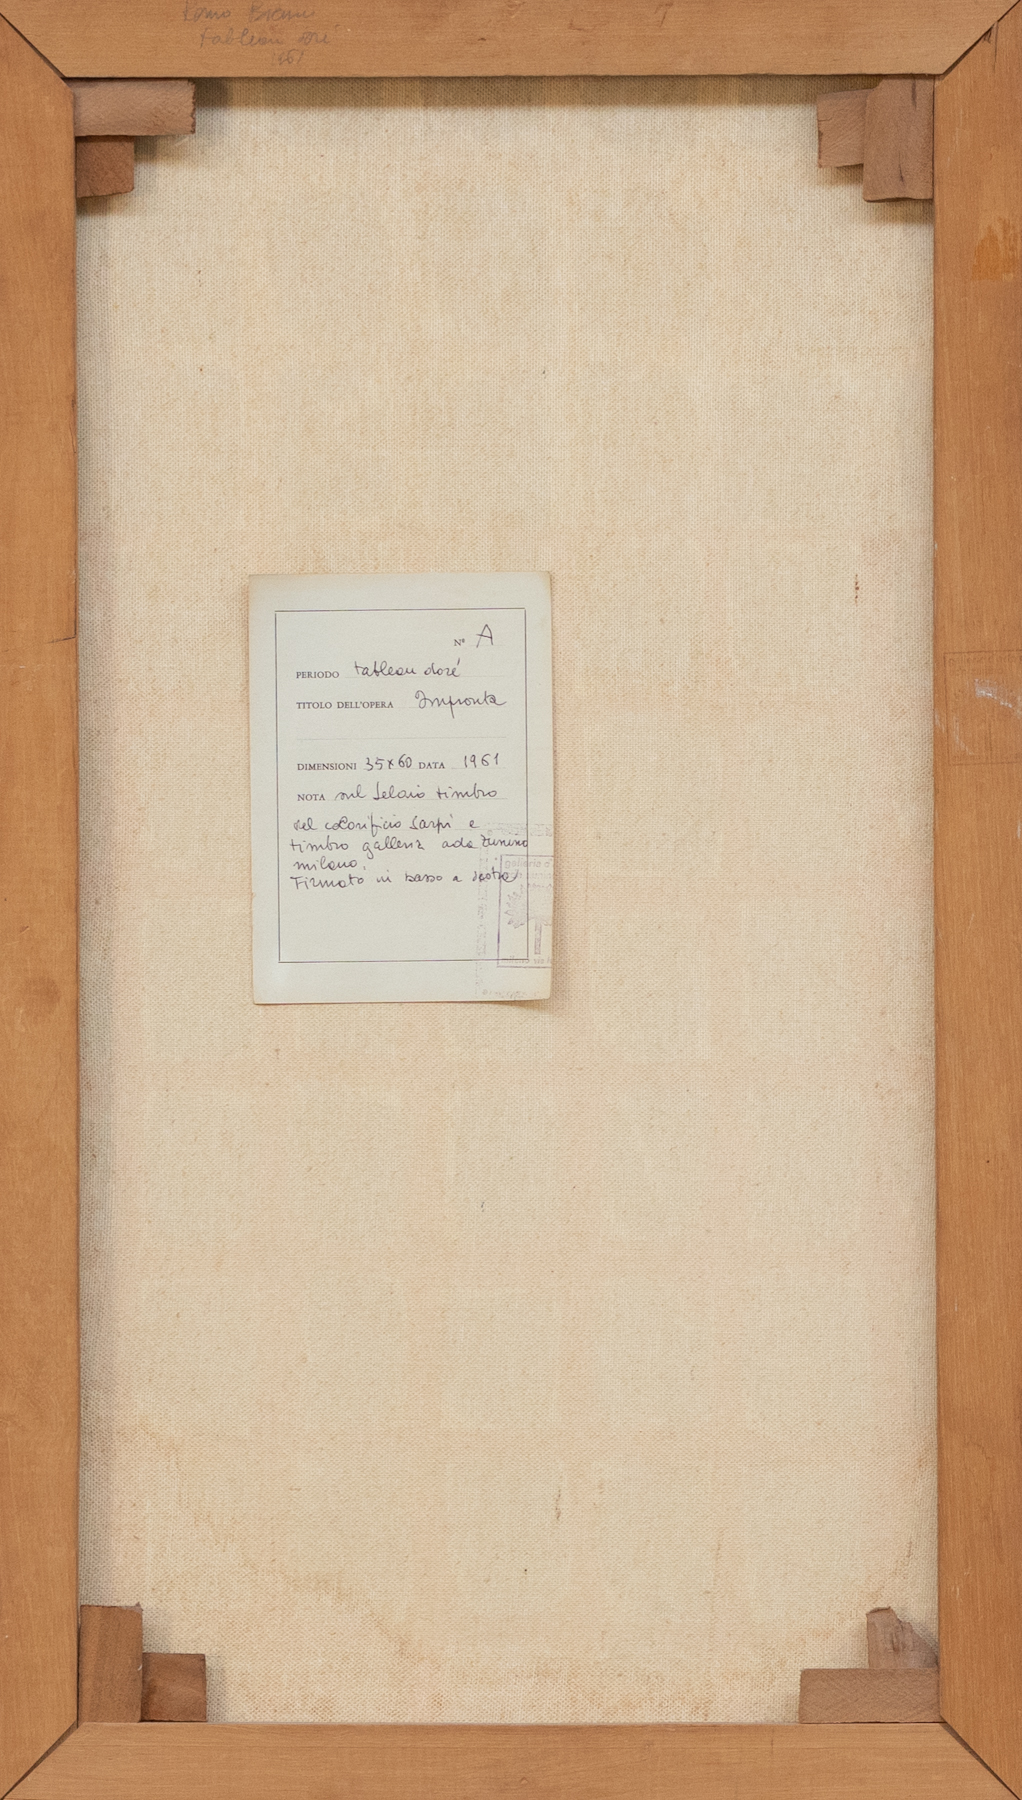 1961
N° A
PERIODO tableau doré
TITOLO DELL'OPERA Impronta
DIMENSIONI 35x60 DATA 1961
NOTA sul telaio timbro
del colorificio Sarpi e
timbro galleria ada zunino
milano.
Firmato in basso a destra